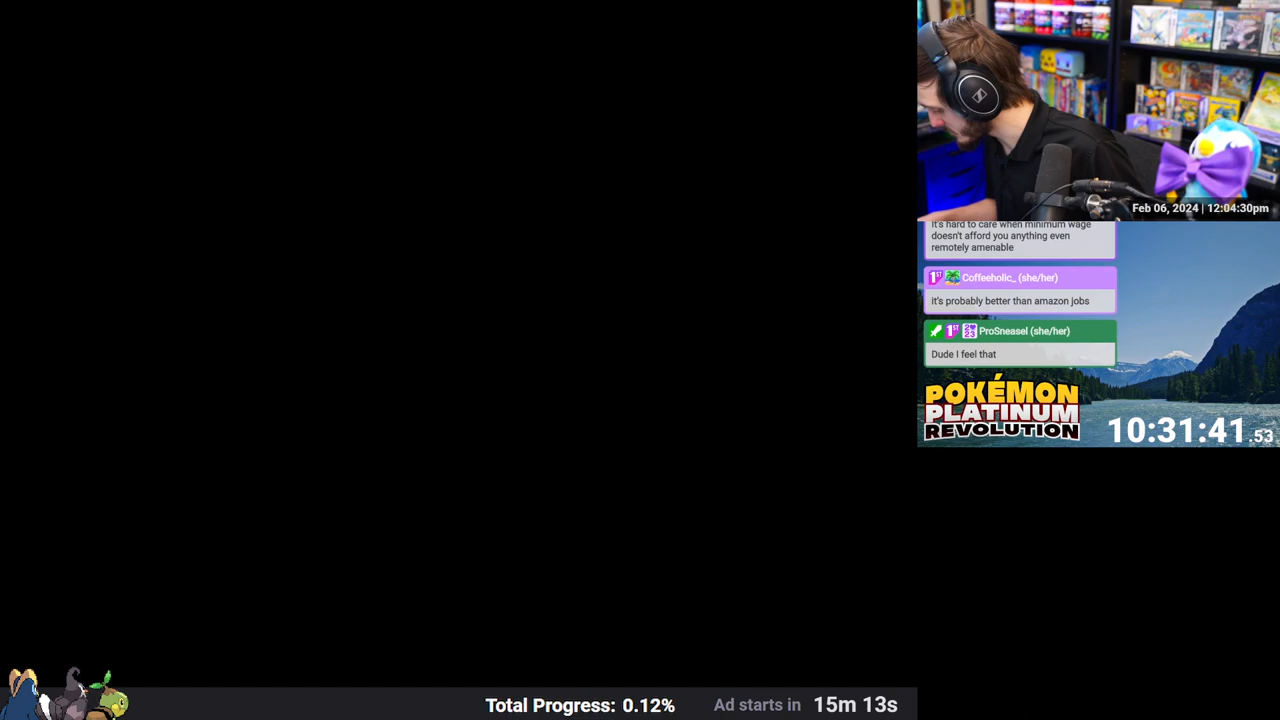 Feb 06, 2024 | 12:04:30pm
It's hard to care when minimum wage
doesn't afford you anything even
remotely amenable
1ST Coffeeholic_ (she/her)
it's probably better than amazon jobs
1ST ProSneasel (she/her)
Dude I feel that
POKÉMON
PLATINUM
REVOLUTION
10:31:41.53
Total Progress: 0.12% Ad starts in 15m 13s